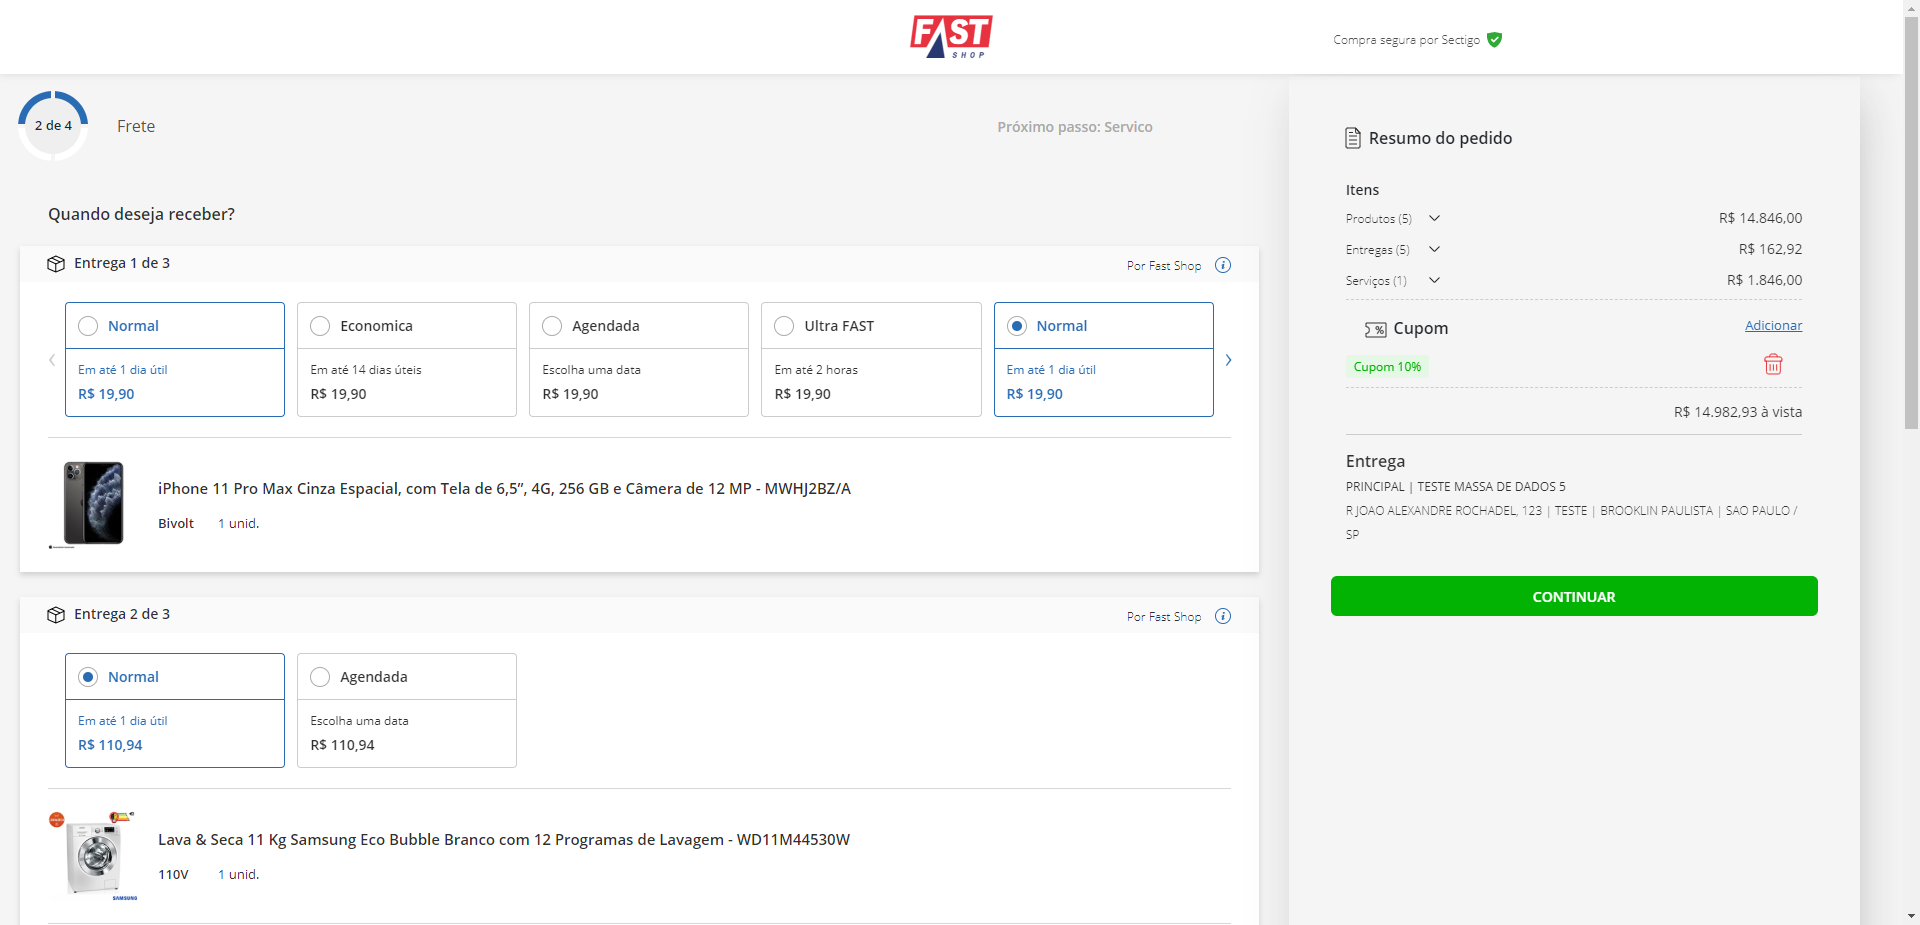 FAST
SHOP
Compra segura por Sectigo
2 de 4
Frete
Próximo passo: Servico
Quando deseja receber?
Entrega 1 de 3
Por Fast Shop
Normal
Em até 1 dia útil
R$ 19,90
Economica
Em até 14 dias úteis
R$ 19,90
Agendada
Escolha uma data
R$ 19,90
Ultra FAST
Em até 2 horas
R$ 19,90
Normal
Em até 1 dia útil
R$ 19,90
iPhone 11 Pro Max Cinza Espacial, com Tela de 6,5”, 4G, 256 GB e Câmera de 12 MP - MWHJ2BZ/A
Bivolt 1 unid.
Entrega 2 de 3
Por Fast Shop
Normal
Em até 1 dia útil
R$ 110,94
Agendada
Escolha uma data
R$ 110,94
Lava & Seca 11 Kg Samsung Eco Bubble Branco com 12 Programas de Lavagem - WD11M44530W
110V 1 unid.
SAMSUNG
Resumo do pedido
Itens
Produtos (5) R$ 14.846,00
Entregas (5) R$ 162,92
Serviços (1) R$ 1.846,00
% Cupom Adicionar
Cupom 10%
R$ 14.982,93 à vista
Entrega
PRINCIPAL | TESTE MASSA DE DADOS 5
R JOAO ALEXANDRE ROCHADEL, 123 | TESTE | BROOKLIN PAULISTA | SAO PAULO /
SP
CONTINUAR